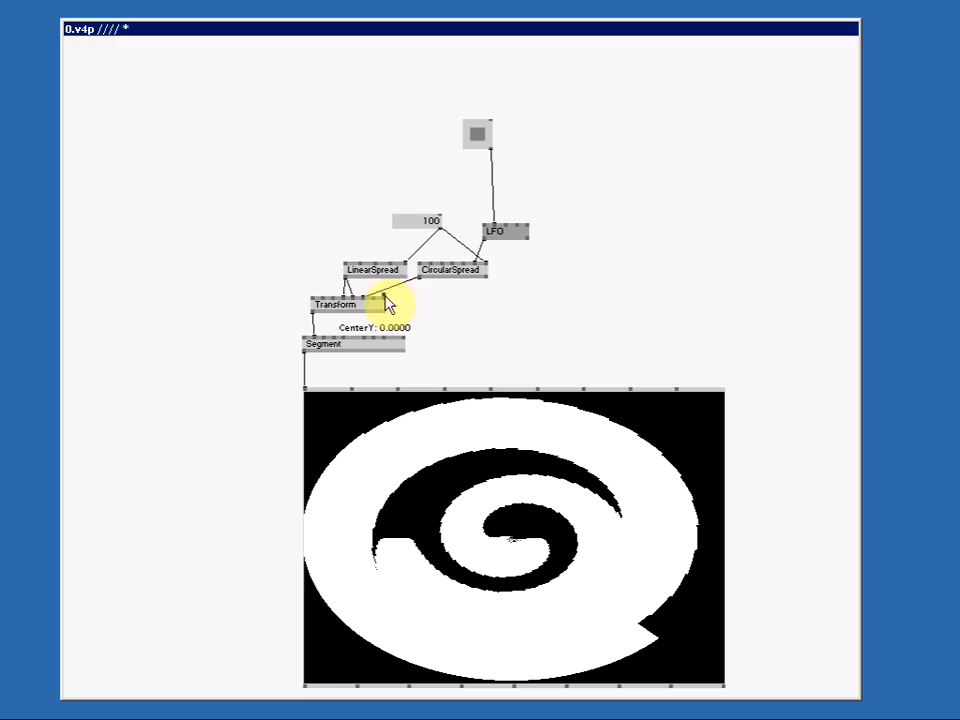 0.v4p //// *
100
LFO
LinearSpread
CircularSpread
Transform
CenterY: 0.0000
Segment